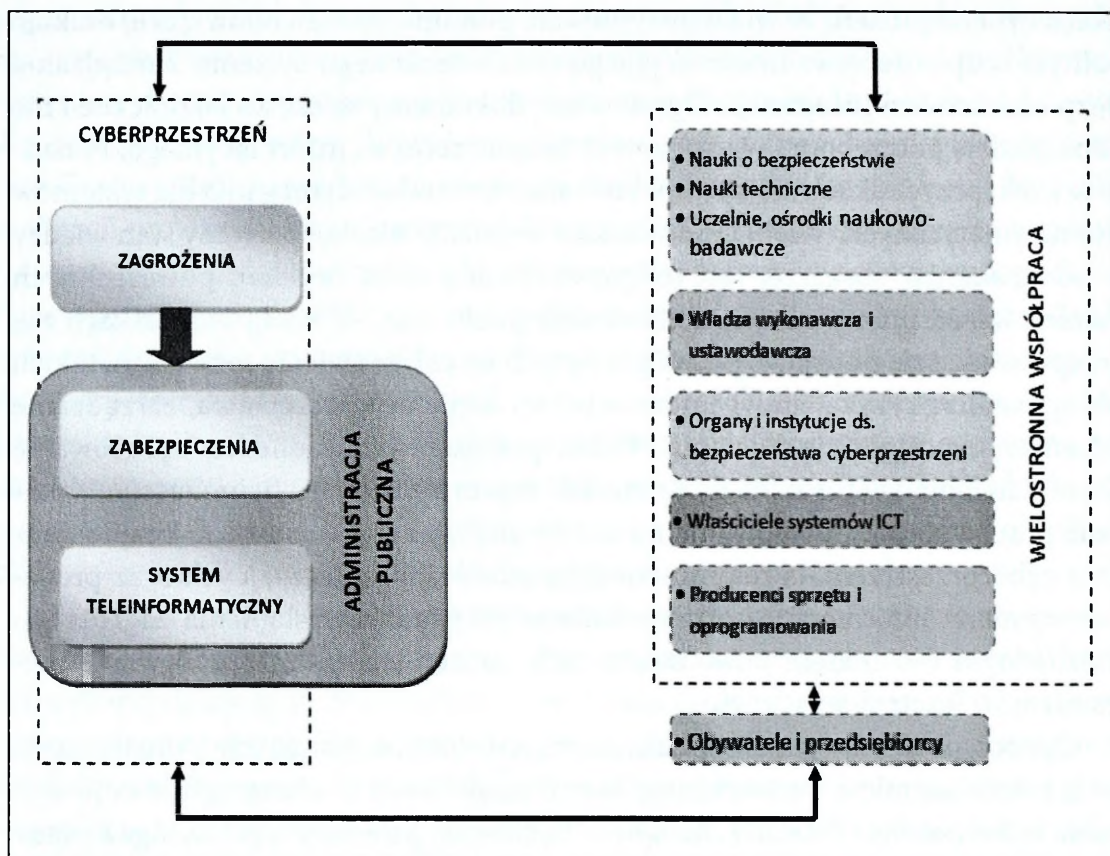 CYBERPRZESTRZEŃ
ZAGROŻENIA
ZABEZPIECZENIA
SYSTEM
TELEINFORMATYCZNY
ADMINISTRACJA
PUBLICZNA
• Nauki o bezpieczeństwie
• Nauki techniczne
• Uczelnie, ośrodki naukowo-
badawcze
• Władza wykonawcza i
ustawodawcza
• Organy i instytucje ds.
bezpieczeństwa cyberprzestrzeni
• Właściciele systemów ICT
• Producenci sprzętu i
oprogramowania
WIELOSTRONNA WSPÓŁPRACA
• Obywatele i przedsiębiorcy